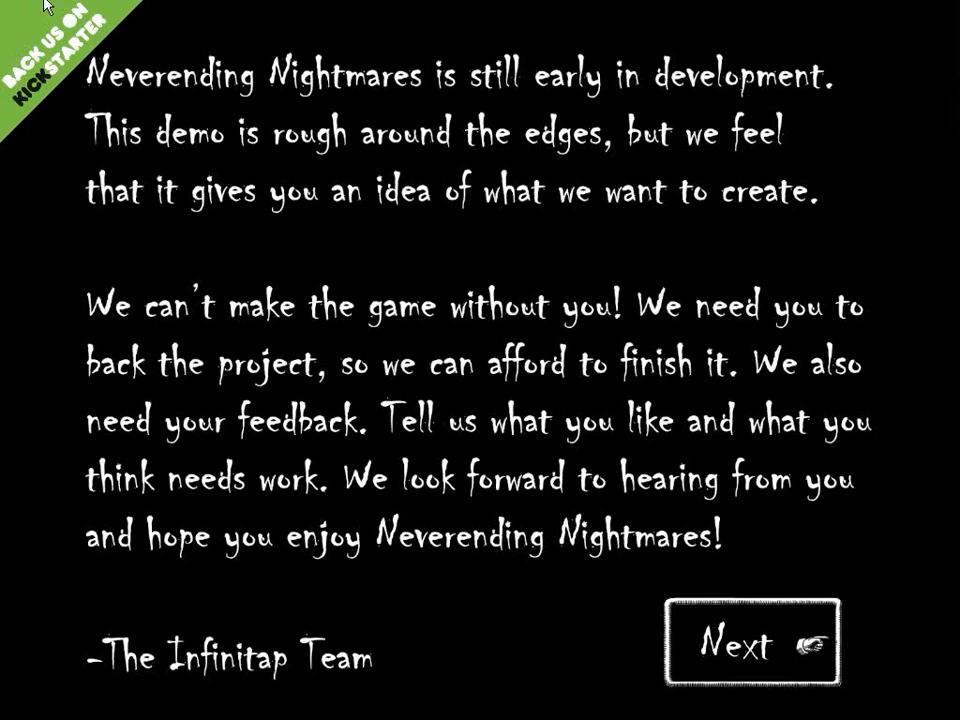 BACK US ON
KICKSTARTER
Neverending Nightmares is still early in development.
This demo is rough around the edges, but we feel
that it gives you an idea of what we want to create.
We can't make the game without you! We need you to
back the project, so we can afford to finish it. We also
need your feedback. Tell us what you like and what you
think needs work. We look forward to hearing from you
and hope you enjoy Neverending Nightmares!
-The Infinitap Team
Next